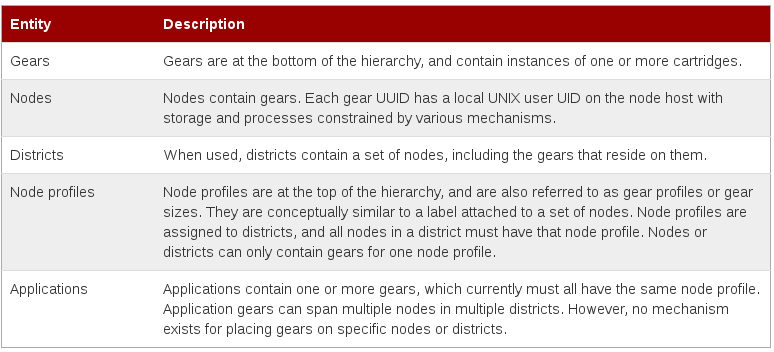 Entity Description
Gears Gears are at the bottom of the hierarchy, and contain instances of one or more cartridges.
Nodes Nodes contain gears. Each gear UUID has a local UNIX user UID on the node host with
storage and processes constrained by various mechanisms.
Districts When used, districts contain a set of nodes, including the gears that reside on them.
Node profiles Node profiles are at the top of the hierarchy, and are also referred to as gear profiles or gear
sizes. They are conceptually similar to a label attached to a set of nodes. Node profiles are
assigned to districts, and all nodes in a district must have that node profile. Nodes or
districts can only contain gears for one node profile.
Applications Applications contain one or more gears, which currently must all have the same node profile.
Application gears can span multiple nodes in multiple districts. However, no mechanism
exists for placing gears on specific nodes or districts.